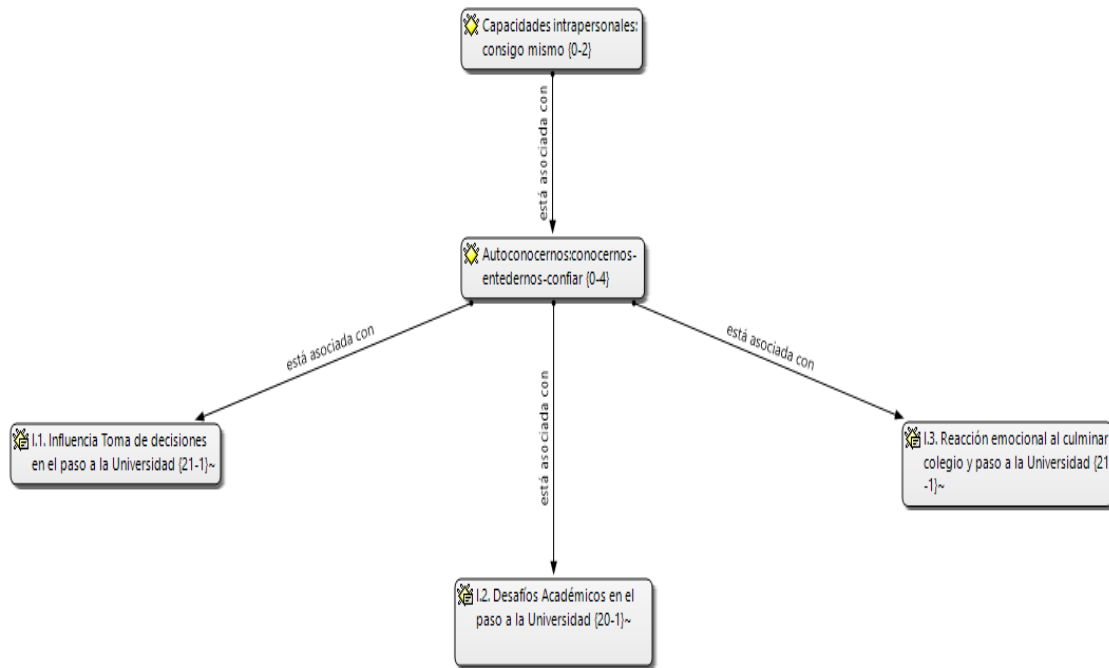 Capacidades intrapersonales:
consigo mismo {0-2}
está asociada con
Autoconocernos:conocernos-
entedernos-confiar {0-4}
está asociada con
está asociada con
está asociada con
I.1. Influencia Toma de decisiones
en el paso a la Universidad {21-1}~
I.3. Reacción emocional al culminar
colegio y paso a la Universidad {21
-1}~
I.2. Desafíos Académicos en el
paso a la Universidad {20-1}~